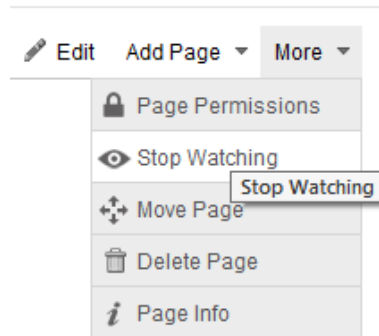 Edit Add Page More
Page Permissions
Stop Watching
Stop Watching
Move Page
Delete Page
Page Info